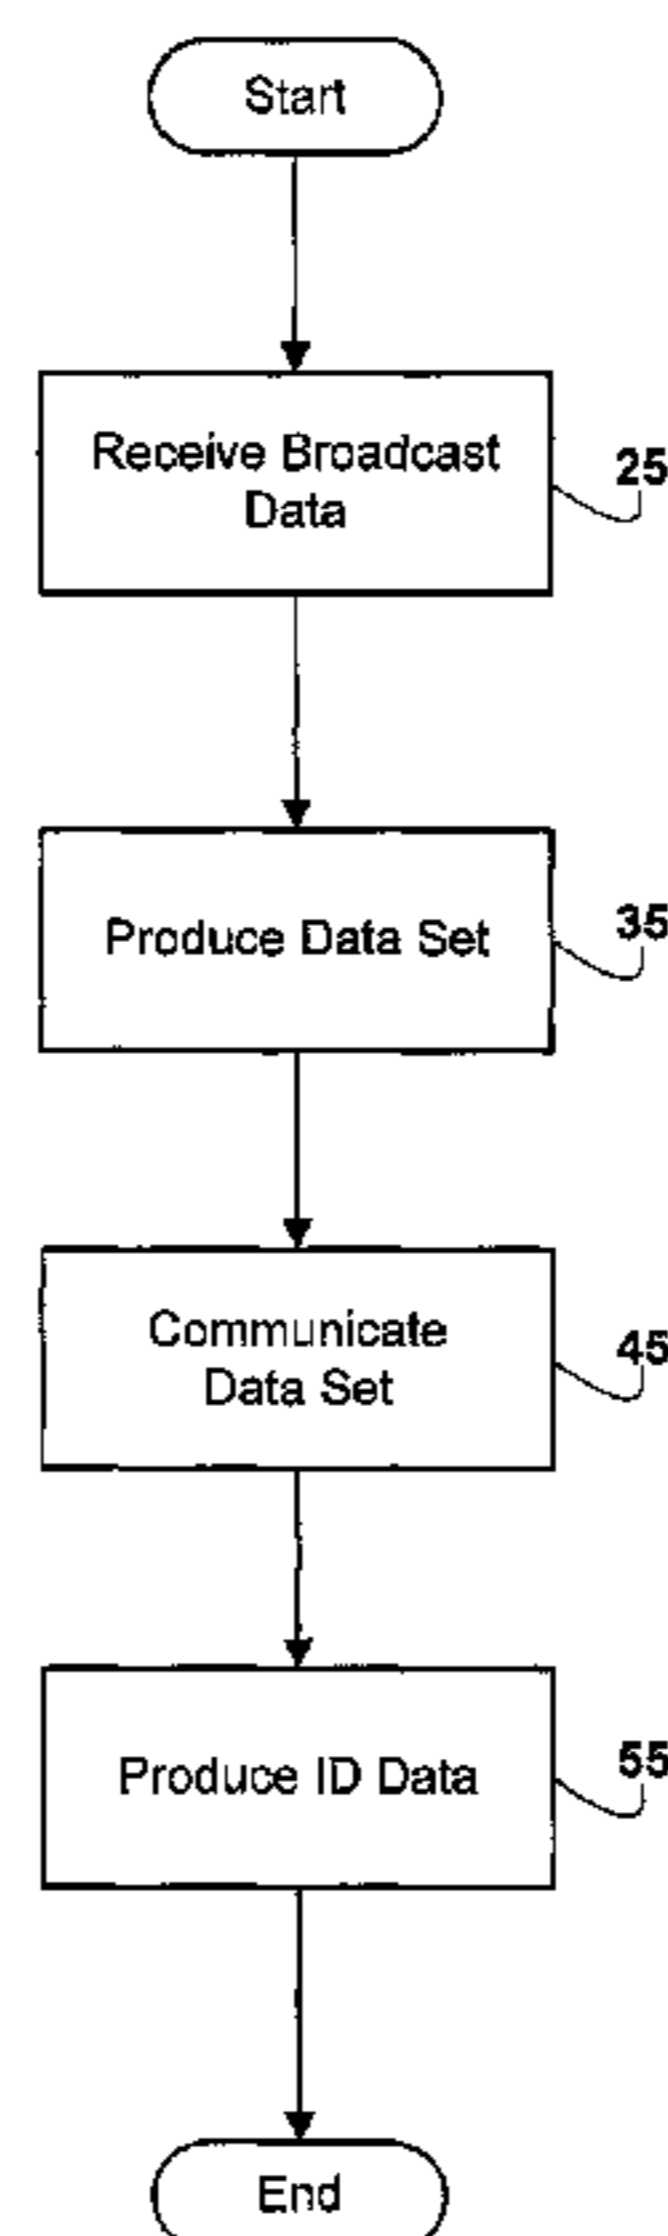 Start
Receive Broadcast
Data
25
Produce Data Set
35
Communicate
Data Set
45
Produce ID Data
55
End